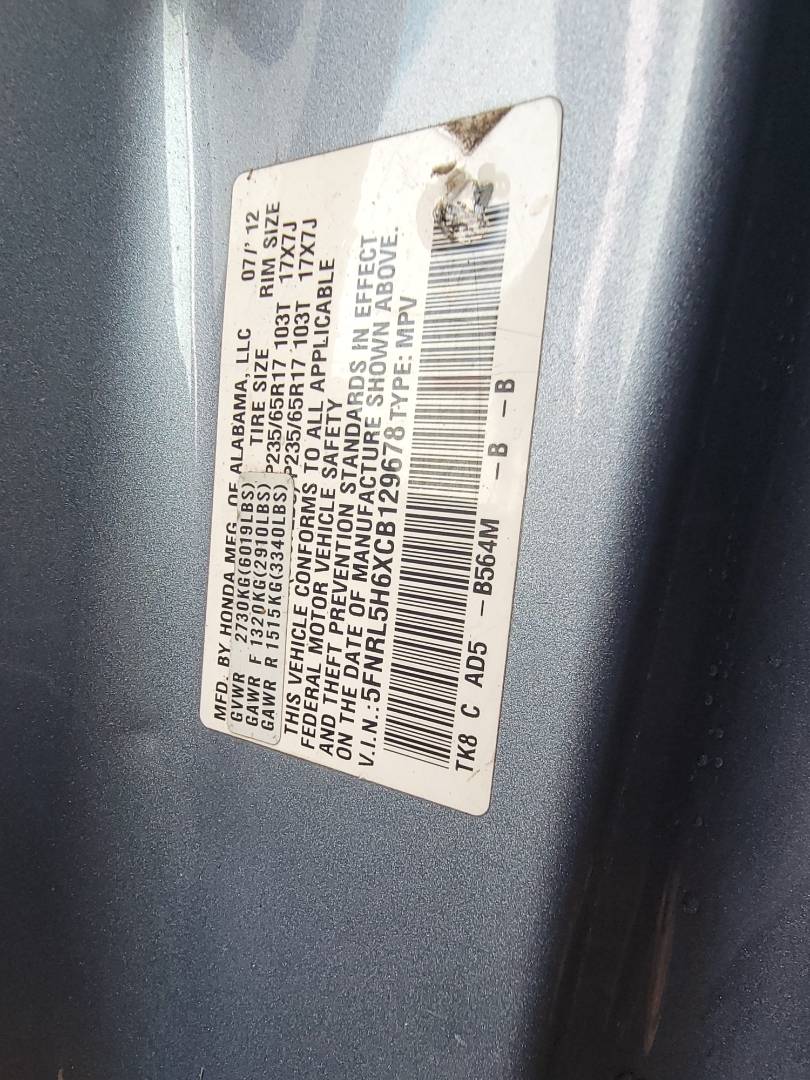 MFD. BY HONDA MFG. OF ALABAMA, LLC 07/' 12
GVWR 2730KG(6019LBS) TIRE SIZE RIM SIZE
GAWR F 1320KG(2910LBS) P235/65R17 103T 17X7J
GAWR R 1515KG(3340LBS) P235/65R17 103T 17X7J
THIS VEHICLE CONFORMS TO ALL APPLICABLE
FEDERAL MOTOR VEHICLE SAFETY
AND THEFT PREVENTION STANDARDS IN EFFECT
ON THE DATE OF MANUFACTURE SHOWN ABOVE.
V.I.N.: 5FNRL5H6XCB129678 TYPE: MPV
TK8 C AD5 -B564M -B -B